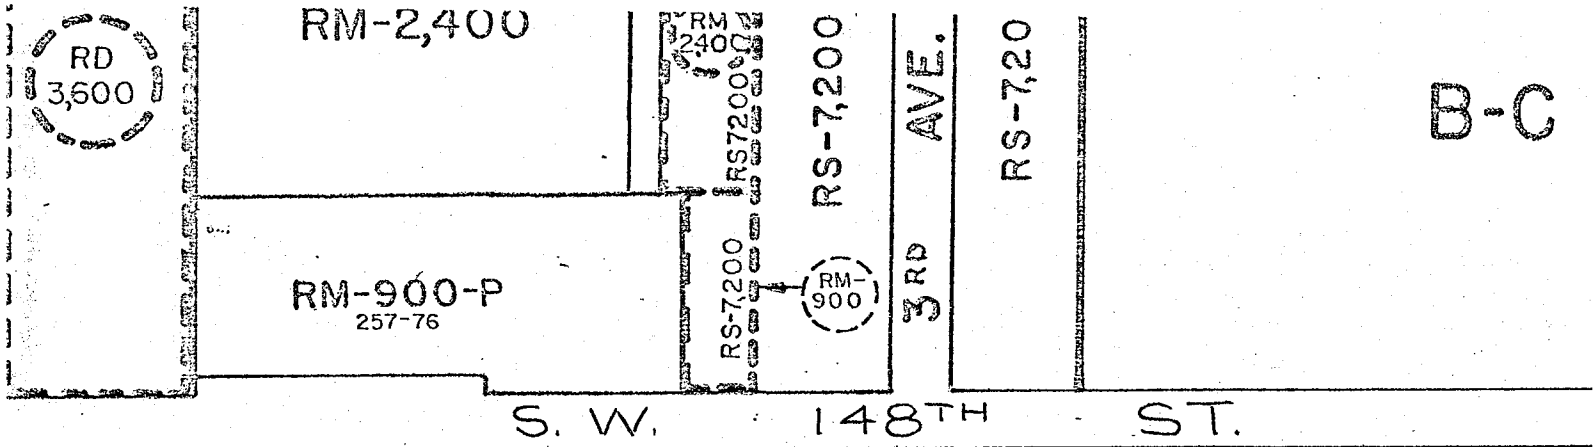 RD
3,600
RM-2,400
RM
2400
RS7200
RS-7,200
3RD AVE.
RS-7,20
B-C
RM-900-P
257-76
RS-7,200
RM-
900
S. W. 148TH ST.